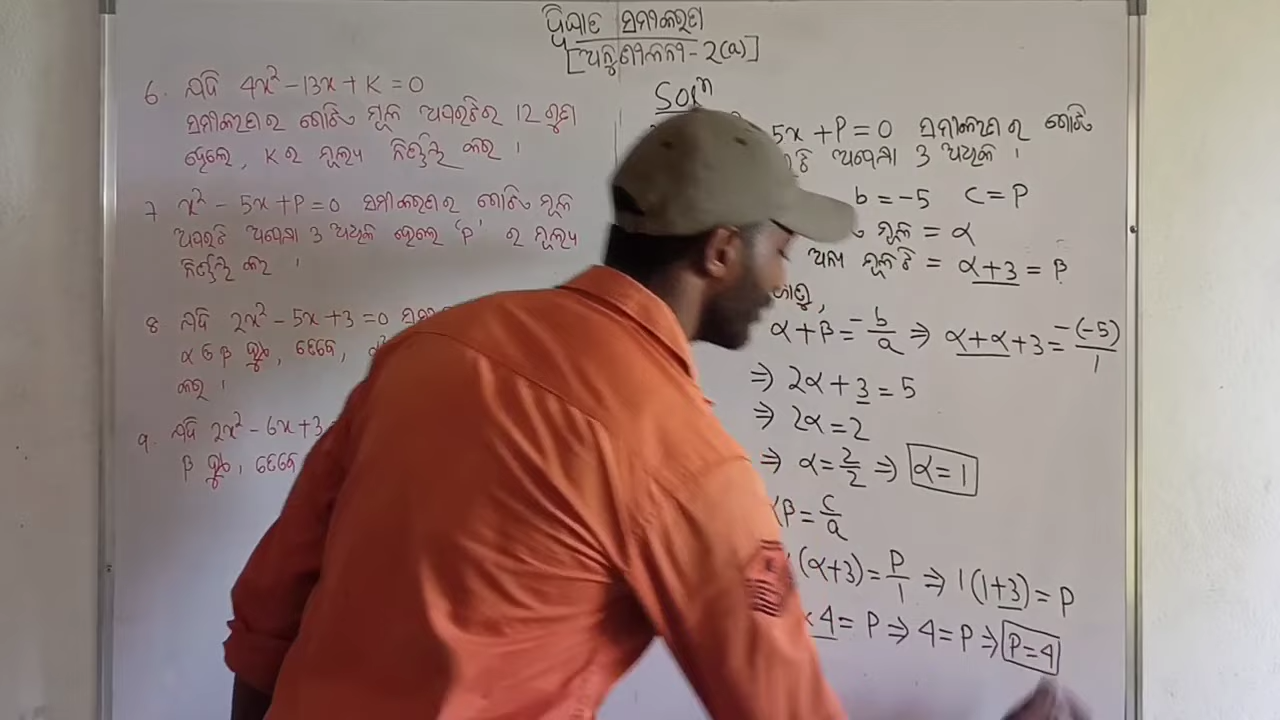 ଦ୍ଵିଘାତ ସମୀକରଣ
[ଅନୁଶୀଳନୀ - 2(a)]
6. ଯଦି 4x² - 13x + K = 0
ସମୀକରଣର ଗୋଟିଏ ମୂଳ ଅପରଟିର 12 ଗୁଣ
ହେଲେ, K ର ମୂଲ୍ୟ ନିର୍ଣ୍ଣୟ କର ।
7 x² - 5x + P = 0 ସମୀକରଣର ଗୋଟିଏ ମୂଳ
ଅପରଟି ଅପେକ୍ଷା 3 ଅଧିକ ହେଲେ 'P' ର ମୂଲ୍ୟ
ନିର୍ଣ୍ଣୟ କର ।
8 ଯଦି 2x² - 5x + 3 = 0
α ଓ β ହୁଏ, ତେବେ,
କର ।
9. ଯଦି 2x² - 6x + 3
β ହୁଏ, ତେବେ
Solⁿ
5x + P = 0 ସମୀକରଣର ଗୋଟିଏ
ଅପେକ୍ଷା 3 ଅଧିକ ।
b = -5 C = P
ମୂଳ = α
ଅନ୍ୟ ମୂଳଟି = α + 3 = β
α + β = -b/a ⇒ α + α + 3 = -(-5)/1
⇒ 2α + 3 = 5
⇒ 2α = 2
⇒ α = 2/2 ⇒ α = 1
β = c/a
(α+3) = P/1 ⇒ 1(1+3) = P
4 = P ⇒ 4 = P ⇒ P = 4